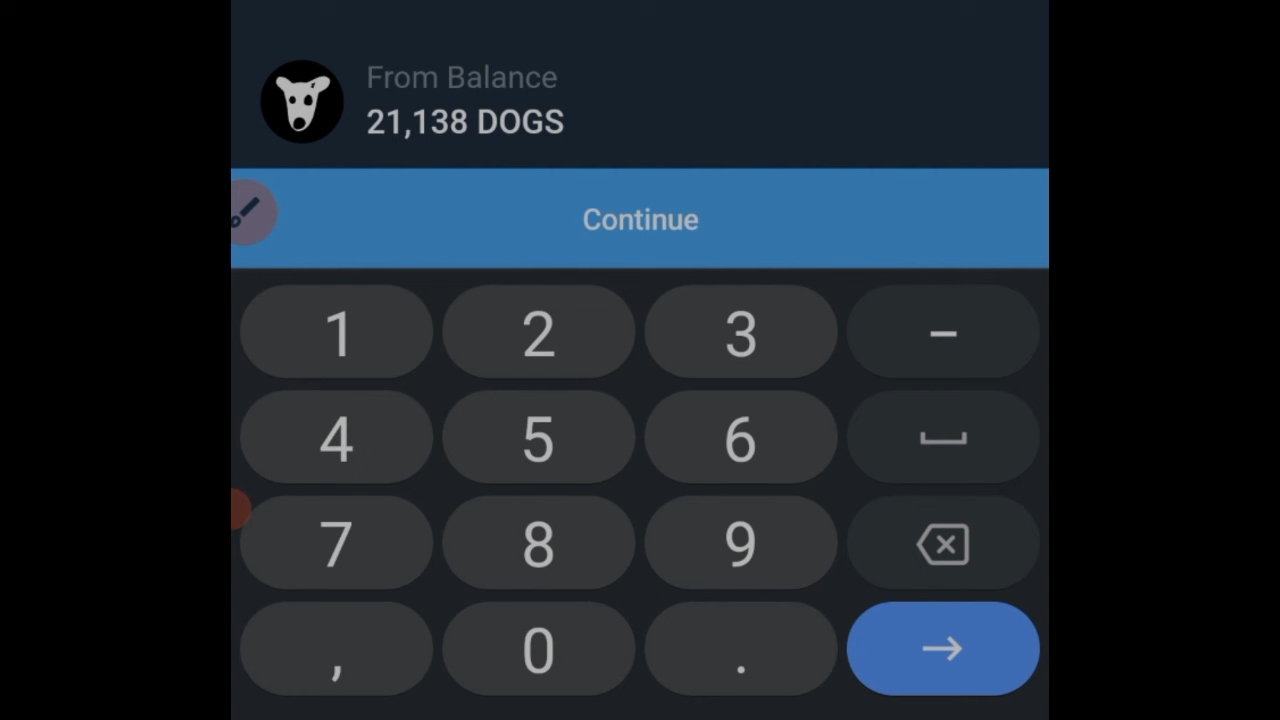 From Balance
21,138 DOGS
Continue
1 2 3 -
4 5 6
7 8 9
, 0 .